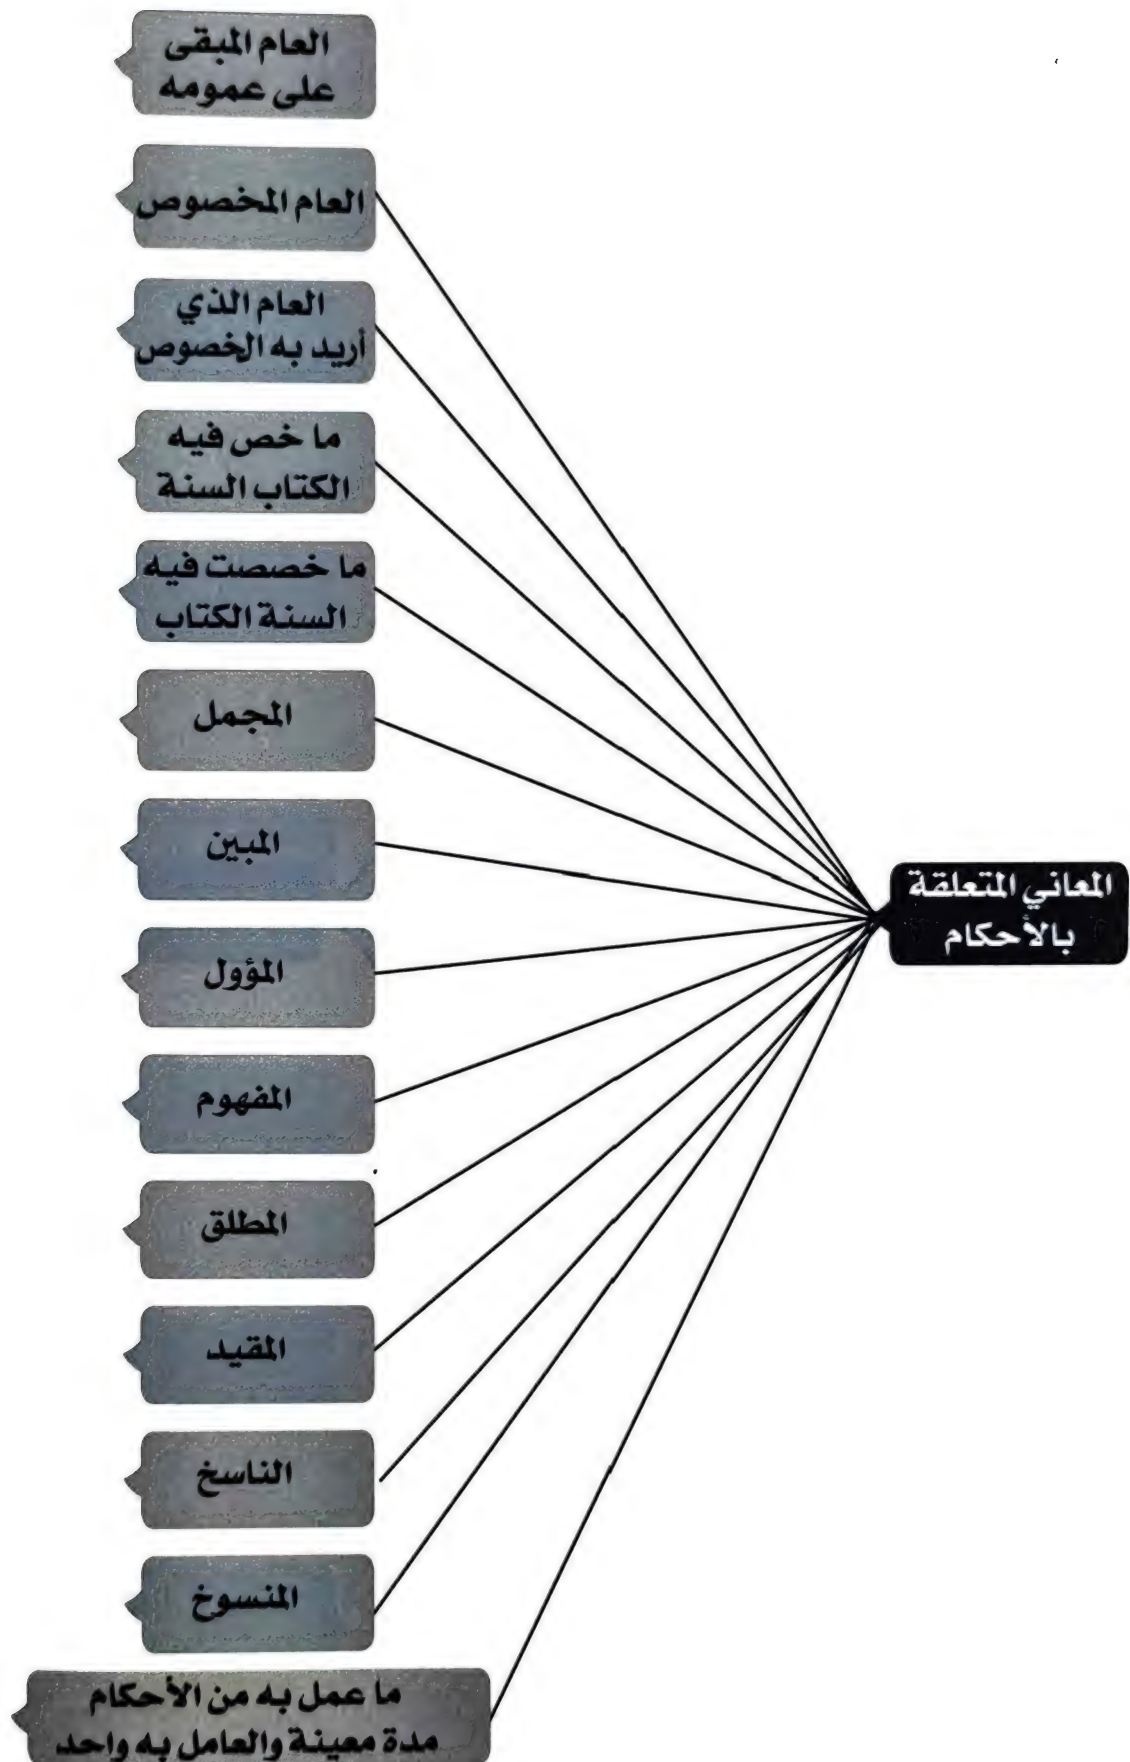 المعاني المتعلقة
بالأحكام
العام المبقى
على عمومه
العام المخصوص
العام الذي
أريد به الخصوص
ما خص فيه
الكتاب السنة
ما خصصت فيه
السنة الكتاب
المجمل
المبين
المؤول
المفهوم
المطلق
المقيد
الناسخ
المنسوخ
ما عمل به من الأحكام
مدة معينة والعامل به واحد